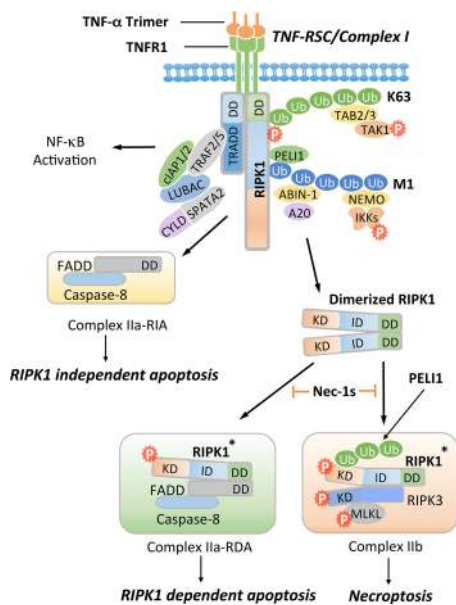 TNF-α Trimer
TNFR1
TNF-RSC/Complex I
DD
DD
TRADD
RIPK1
Ub Ub Ub Ub Ub
K63
TAB2/3
TAK1
P
P
PELI1
Ub Ub Ub Ub Ub
M1
ABIN-1
A20
NEMO
IKKs
P
NF-κB
Activation
cIAP1/2
TRAF2/5
LUBAC
CYLD
SPATA2
FADD
DD
Caspase-8
Complex IIa-RIA
RIPK1 independent apoptosis
Dimerized RIPK1
KD ID DD
KD ID DD
Nec-1s
PELI1
P
RIPK1*
KD ID DD
FADD
DD
Caspase-8
Complex IIa-RDA
RIPK1 dependent apoptosis
Ub Ub Ub
RIPK1*
P
KD ID DD
P
KD
RIPK3
P
MLKL
Complex IIb
Necroptosis